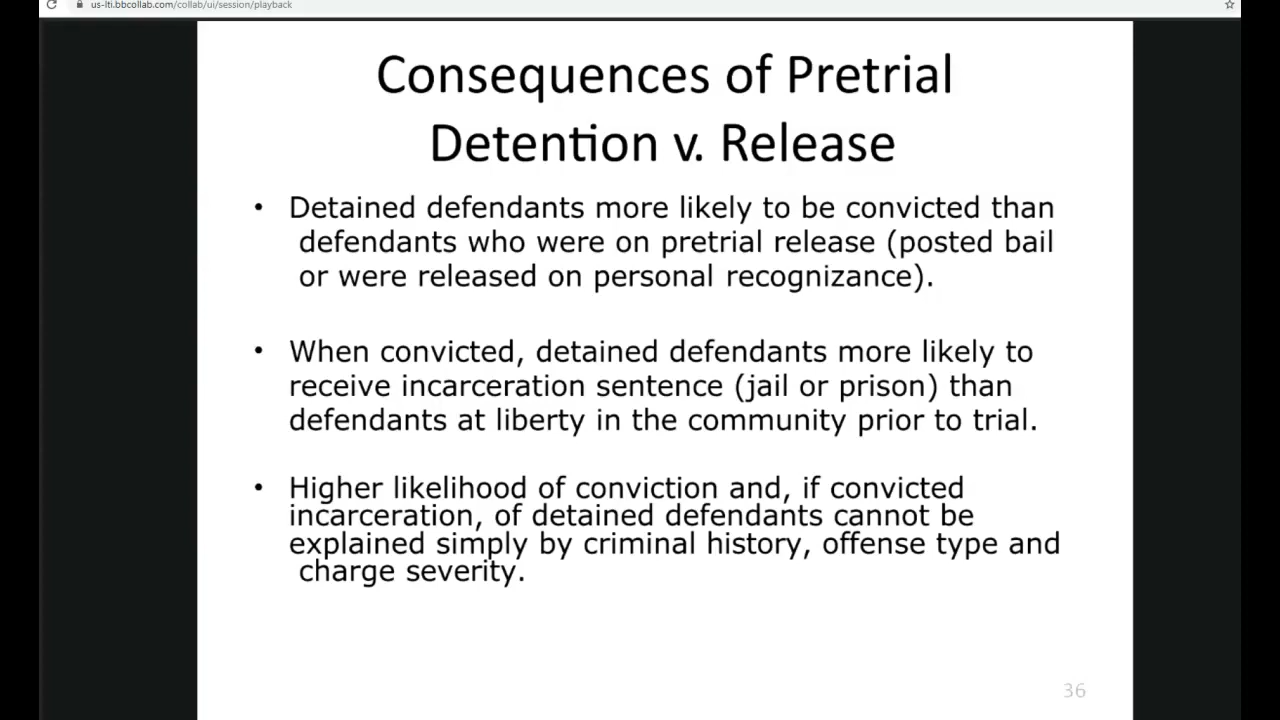 us-lti.bbcollab.com/collab/ui/session/playback
Consequences of Pretrial
Detention v. Release
• Detained defendants more likely to be convicted than
defendants who were on pretrial release (posted bail
or were released on personal recognizance).
• When convicted, detained defendants more likely to
receive incarceration sentence (jail or prison) than
defendants at liberty in the community prior to trial.
• Higher likelihood of conviction and, if convicted
incarceration, of detained defendants cannot be
explained simply by criminal history, offense type and
charge severity.
36